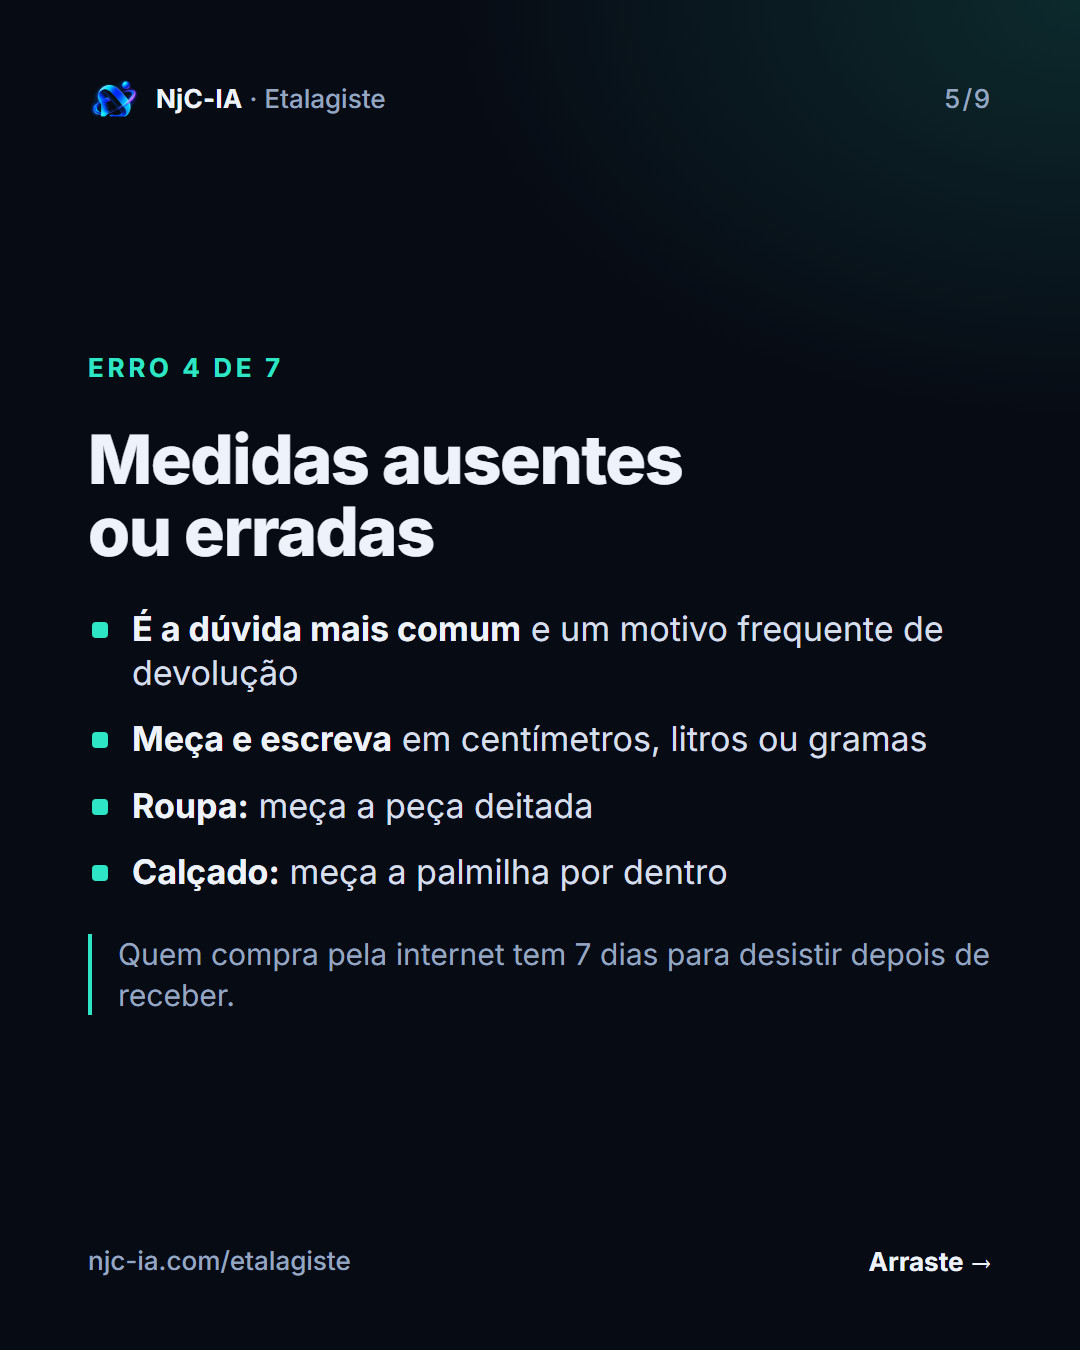 NjC-IA · Etalagiste
5/9
ERRO 4 DE 7
Medidas ausentes
ou erradas
É a dúvida mais comum e um motivo frequente de
devolução
Meça e escreva em centímetros, litros ou gramas
Roupa: meça a peça deitada
Calçado: meça a palmilha por dentro
Quem compra pela internet tem 7 dias para desistir depois de
receber.
njc-ia.com/etalagiste
Arraste →